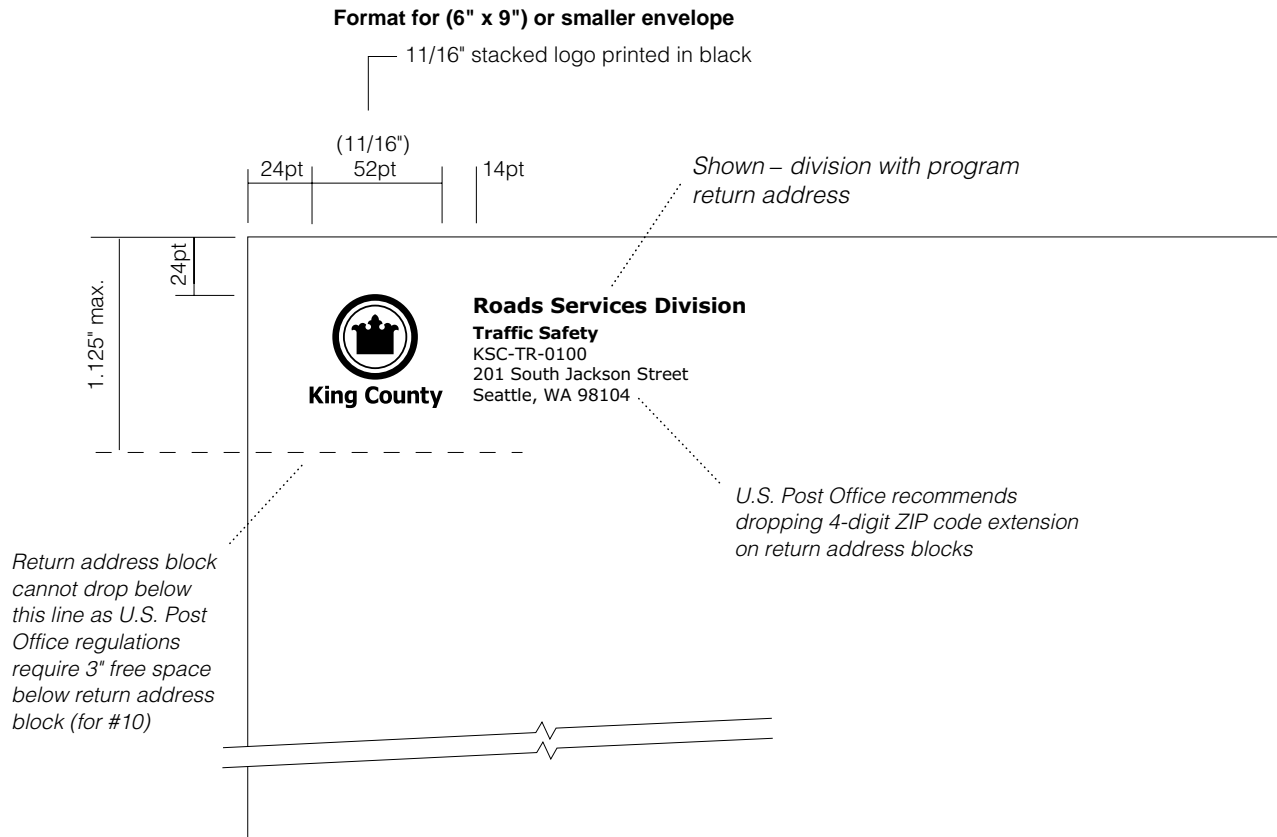 Format for (6" x 9") or smaller envelope
11/16" stacked logo printed in black
(11/16")
24pt 52pt 14pt
Shown – division with program
return address
24pt
1.125" max.
Roads Services Division
Traffic Safety
KSC-TR-0100
201 South Jackson Street
Seattle, WA 98104
King County
U.S. Post Office recommends
dropping 4-digit ZIP code extension
on return address blocks
Return address block
cannot drop below
this line as U.S. Post
Office regulations
require 3" free space
below return address
block (for #10)